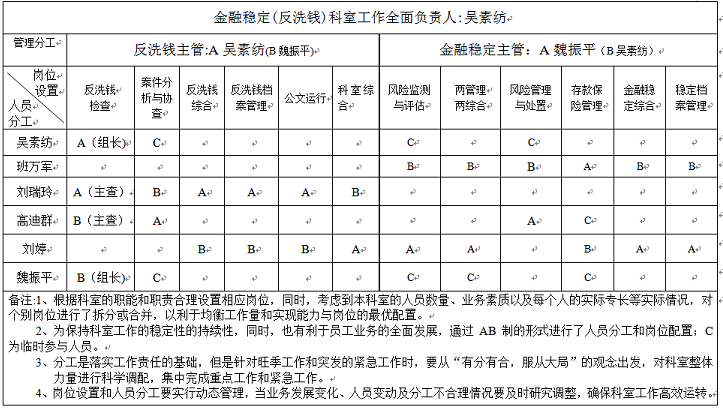 金融稳定(反洗钱)科室工作全面负责人:吴素纺
管理分工 反洗钱主管:A 吴素纺(B 魏振平) 金融稳定主管：A 魏振平（B 吴素纺）
岗位设置 人员分工 反洗钱检查 案件分析与协查 反洗钱综合 反洗钱档案管理 公文运行 科室综合 风险监测与评估 两管理两综合 风险管理与处置 存款保险管理 金融稳定综合 稳定档案管理
吴素纺 A（组长） C C C
班万军 B B B A B B
刘瑞玲 A（主查） B A A A B
高迪群 B（主查） A A C
刘婷 B B B A A A B A A
魏振平 B（组长） C C C C
备注:1、根据科室的职能和职责合理设置相应岗位，同时，考虑到本科室的人员数量、业务素质以及每个人的实际专长等实际情况，对
个别岗位进行了拆分或合并，以利于均衡工作量和实现能力与岗位的最优配置。
2、为保持科室工作的稳定性的持续性，同时，也有利于员工业务的全面发展，通过 AB 制的形式进行了人员分工和岗位配置；C
为临时参与人员。
3、分工是落实工作责任的基础，但是针对旺季工作和突发的紧急工作时，要从“有分有合，服从大局”的观念出发，对科室整体
力量进行科学调配，集中完成重点工作和紧急工作。
4、岗位设置和人员分工要实行动态管理，当业务发展变化、人员变动及分工不合理情况要及时研究调整，确保科室工作高效运转。